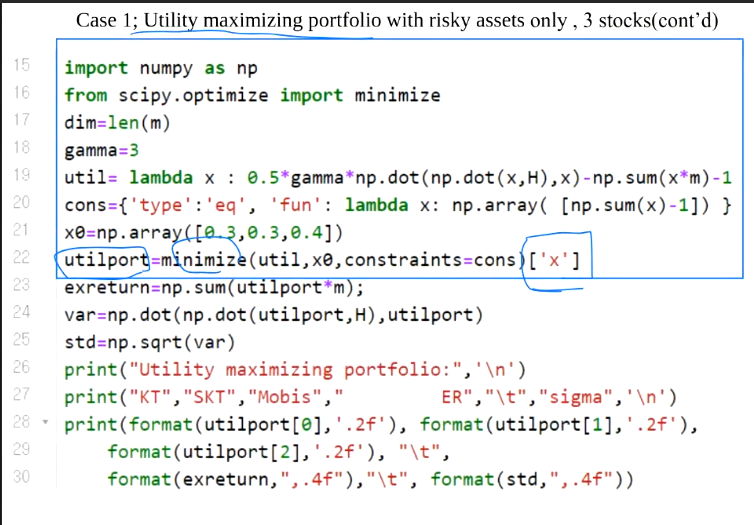 Case 1; Utility maximizing portfolio with risky assets only , 3 stocks(cont’d)
15 import numpy as np
16 from scipy.optimize import minimize
17 dim=len(m)
18 gamma=3
19 util= lambda x : 0.5*gamma*np.dot(np.dot(x,H),x)-np.sum(x*m)-1
20 cons={'type':'eq', 'fun': lambda x: np.array( [np.sum(x)-1]) }
21 x0=np.array([0.3,0.3,0.4])
22 utilport=minimize(util,x0,constraints=cons)['x']
23 exreturn=np.sum(utilport*m);
24 var=np.dot(np.dot(utilport,H),utilport)
25 std=np.sqrt(var)
26 print("Utility maximizing portfolio:",'\n')
27 print("KT","SKT","Mobis","          ER","\t","sigma",'\n')
28 print(format(utilport[0],'.2f'), format(utilport[1],'.2f'),
29 format(utilport[2],'.2f'), "\t",
30 format(exreturn,",.4f"),"\t", format(std,",.4f"))